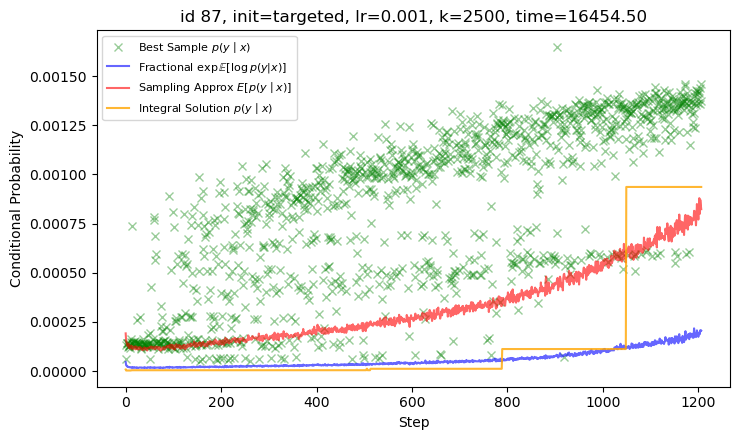 id 87, init=targeted, lr=0.001, k=2500, time=16454.50
Best Sample p(y | x)
Fractional exp𝔼[log p(y|x)]
Sampling Approx E[p(y | x)]
Integral Solution p(y | x)
Conditional Probability
0.00150
0.00125
0.00100
0.00075
0.00050
0.00025
0.00000
0 200 400 600 800 1000 1200
Step